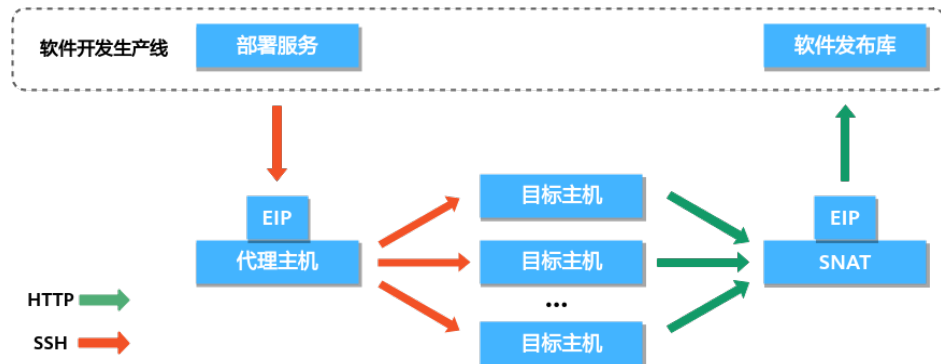 软件开发生产线
部署服务
软件发布库
EIP
代理主机
目标主机
目标主机
...
目标主机
EIP
SNAT
HTTP
SSH